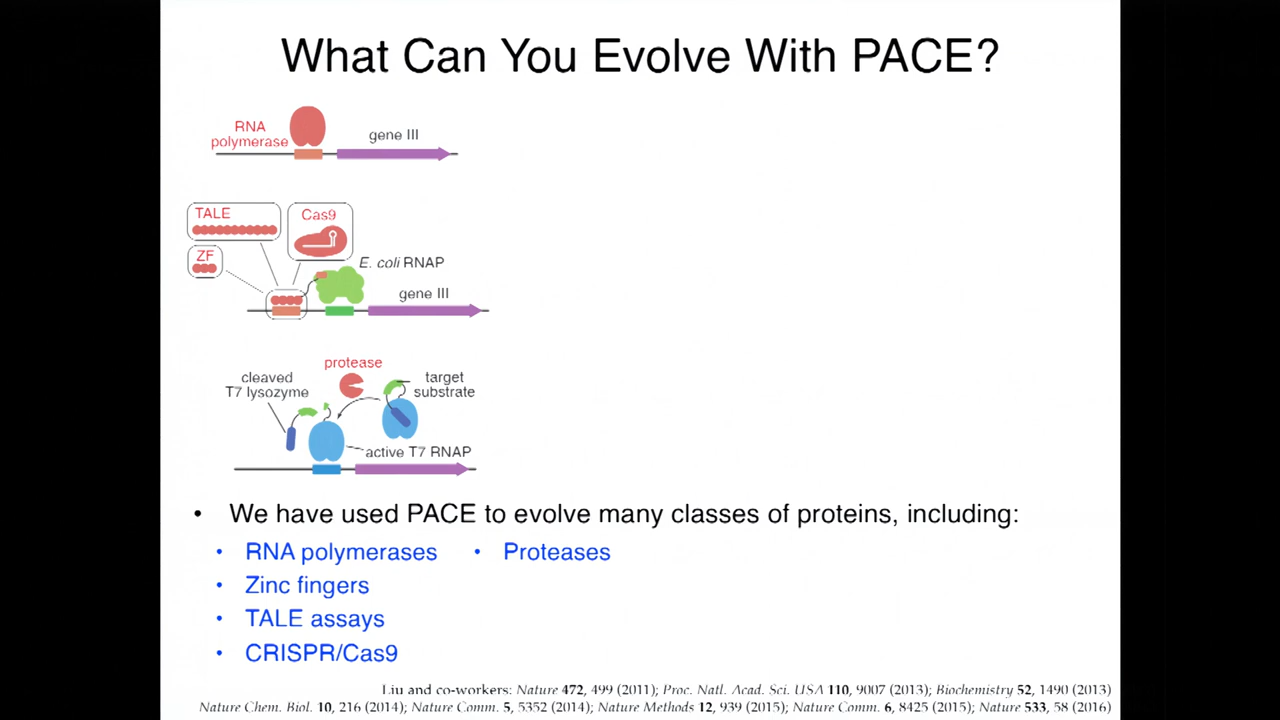 What Can You Evolve With PACE?
RNA
polymerase
gene III
TALE
Cas9
ZF
E. coli RNAP
gene III
protease
cleaved
T7 lysozyme
target
substrate
active T7 RNAP
• We have used PACE to evolve many classes of proteins, including:
• RNA polymerases • Proteases
• Zinc fingers
• TALE assays
• CRISPR/Cas9
Liu and co-workers: Nature 472, 499 (2011); Proc. Natl. Acad. Sci. USA 110, 9007 (2013); Biochemistry 52, 1490 (2013)
Nature Chem. Biol. 10, 216 (2014); Nature Comm. 5, 5352 (2014); Nature Methods 12, 939 (2015); Nature Comm. 6, 8425 (2015); Nature 533, 58 (2016)